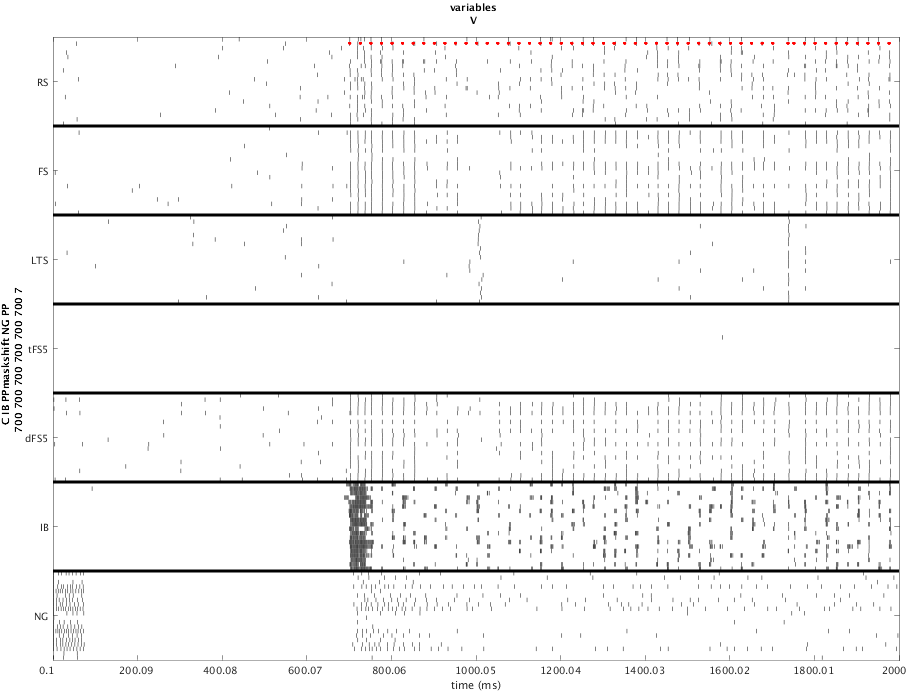 variables
V
RS
FS
LTS
tFS5
dFS5
IB
NG
C IB PPmaskshift NG PP
700 700 700 700 700 700 7
0.1 200.09 400.08 600.07 800.06 1000.05 1200.04 1400.03 1600.02 1800.01 2000
time (ms)